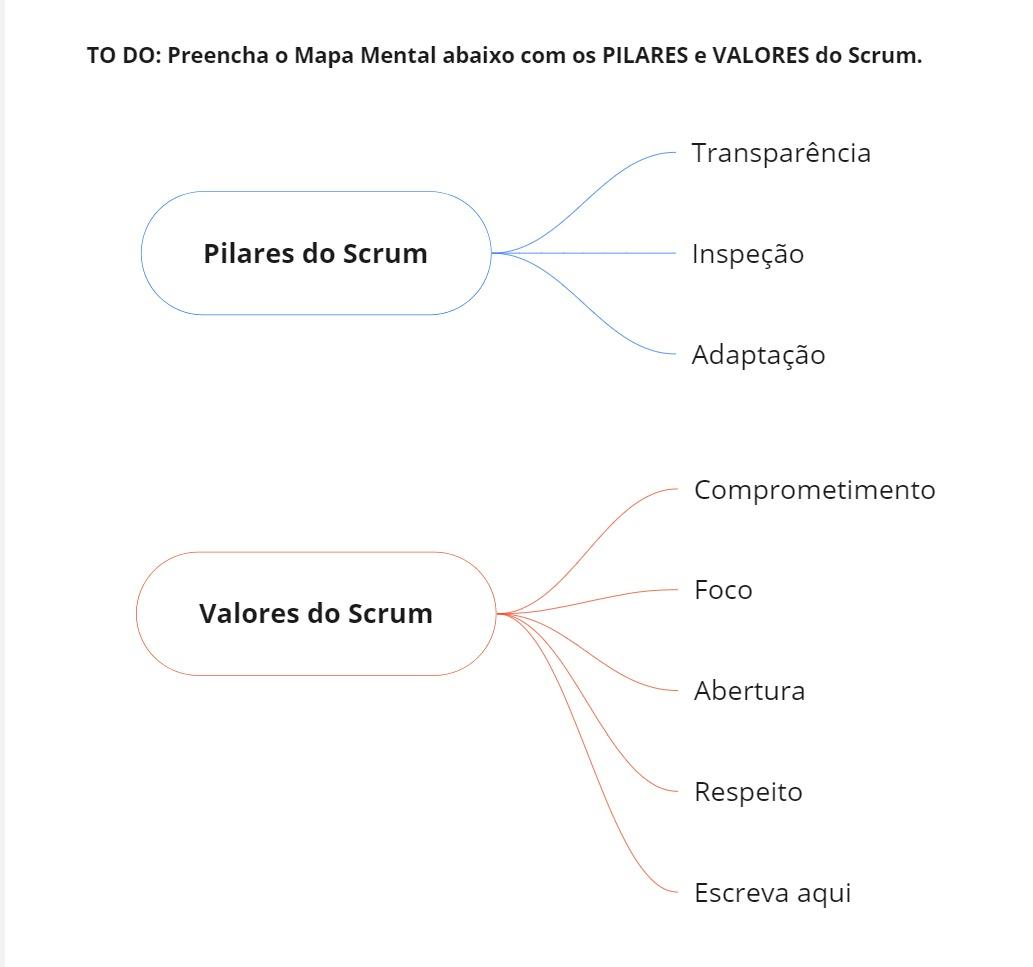 TO DO: Preencha o Mapa Mental abaixo com os PILARES e VALORES do Scrum.
Pilares do Scrum
Transparência
Inspeção
Adaptação
Valores do Scrum
Comprometimento
Foco
Abertura
Respeito
Escreva aqui